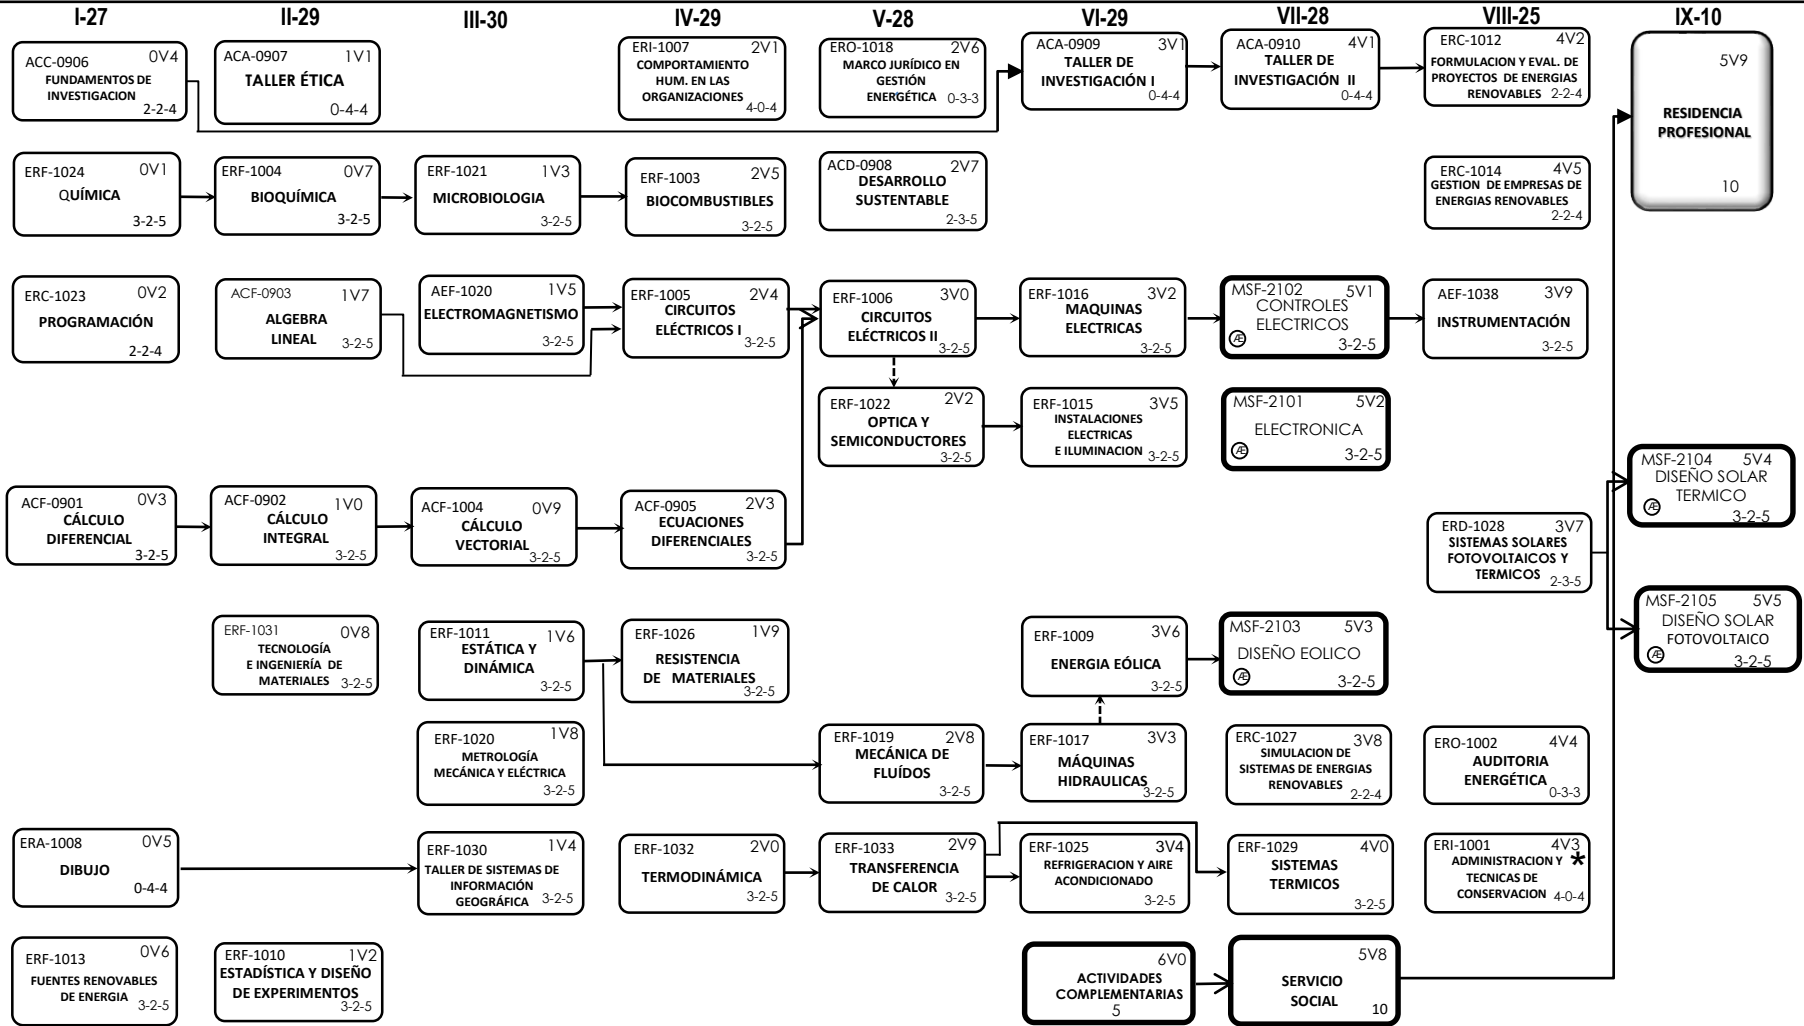 I-27
II-29
III-30
IV-29
V-28
VI-29
VII-28
VIII-25
IX-10
ACC-0906 0V4
FUNDAMENTOS DE
INVESTIGACION
2-2-4
ACA-0907 1V1
TALLER ÉTICA
0-4-4
ERI-1007 2V1
COMPORTAMIENTO
HUM. EN LAS
ORGANIZACIONES
4-0-4
ERO-1018 2V6
MARCO JURÍDICO EN
GESTIÓN
ENERGÉTICA 0-3-3
ACA-0909 3V1
TALLER DE
INVESTIGACIÓN I
0-4-4
ACA-0910 4V1
TALLER DE
INVESTIGACIÓN II
0-4-4
ERC-1012 4V2
FORMULACION Y EVAL. DE
PROYECTOS DE ENERGIAS
RENOVABLES 2-2-4
5V9
RESIDENCIA
PROFESIONAL
10
ERF-1024 0V1
QUÍMICA
3-2-5
ERF-1004 0V7
BIOQUÍMICA
3-2-5
ERF-1021 1V3
MICROBIOLOGIA
3-2-5
ERF-1003 2V5
BIOCOMBUSTIBLES
3-2-5
ACD-0908 2V7
DESARROLLO
SUSTENTABLE
2-3-5
ERC-1014 4V5
GESTION DE EMPRESAS DE
ENERGIAS RENOVABLES
2-2-4
ERC-1023 0V2
PROGRAMACIÓN
2-2-4
ACF-0903 1V7
ALGEBRA
LINEAL 3-2-5
AEF-1020 1V5
ELECTROMAGNETISMO
3-2-5
ERF-1005 2V4
CIRCUITOS
ELÉCTRICOS I
3-2-5
ERF-1006 3V0
CIRCUITOS
ELÉCTRICOS II
3-2-5
ERF-1016 3V2
MAQUINAS
ELECTRICAS
3-2-5
MSF-2102 5V1
CONTROLES
ELECTRICOS
Æ 3-2-5
AEF-1038 3V9
INSTRUMENTACIÓN
3-2-5
ERF-1022 2V2
OPTICA Y
SEMICONDUCTORES
3-2-5
ERF-1015 3V5
INSTALACIONES
ELECTRICAS
E ILUMINACION 3-2-5
MSF-2101 5V2
ELECTRONICA
Æ 3-2-5
MSF-2104 5V4
DISEÑO SOLAR
TERMICO
Æ 3-2-5
ACF-0901 0V3
CÁLCULO
DIFERENCIAL
3-2-5
ACF-0902 1V0
CÁLCULO
INTEGRAL
3-2-5
ACF-1004 0V9
CÁLCULO
VECTORIAL
3-2-5
ACF-0905 2V3
ECUACIONES
DIFERENCIALES
3-2-5
ERD-1028 3V7
SISTEMAS SOLARES
FOTOVOLTAICOS Y
TERMICOS 2-3-5
MSF-2105 5V5
DISEÑO SOLAR
FOTOVOLTAICO
Æ 3-2-5
ERF-1031 0V8
TECNOLOGÍA
E INGENIERÍA DE
MATERIALES 3-2-5
ERF-1011 1V6
ESTÁTICA Y
DINÁMICA
3-2-5
ERF-1026 1V9
RESISTENCIA
DE MATERIALES
3-2-5
ERF-1009 3V6
ENERGIA EÓLICA
3-2-5
MSF-2103 5V3
DISEÑO EOLICO
Æ 3-2-5
ERF-1020 1V8
METROLOGÍA
MECÁNICA Y ELÉCTRICA
3-2-5
ERF-1019 2V8
MECÁNICA DE
FLUÍDOS
3-2-5
ERF-1017 3V3
MÁQUINAS
HIDRAULICAS
3-2-5
ERC-1027 3V8
SIMULACION DE
SISTEMAS DE ENERGIAS
RENOVABLES 2-2-4
ERO-1002 4V4
AUDITORIA
ENERGÉTICA
0-3-3
ERA-1008 0V5
DIBUJO
0-4-4
ERF-1030 1V4
TALLER DE SISTEMAS DE
INFORMACIÓN
GEOGRÁFICA 3-2-5
ERF-1032 2V0
TERMODINÁMICA
3-2-5
ERF-1033 2V9
TRANSFERENCIA
DE CALOR
3-2-5
ERF-1025 3V4
REFRIGERACION Y AIRE
ACONDICIONADO
3-2-5
ERF-1029 4V0
SISTEMAS
TERMICOS
3-2-5
ERI-1001 4V3
ADMINISTRACION Y *
TECNICAS DE
CONSERVACION 4-0-4
ERF-1013 0V6
FUENTES RENOVABLES
DE ENERGIA 3-2-5
ERF-1010 1V2
ESTADÍSTICA Y DISEÑO
DE EXPERIMENTOS
3-2-5
6V0
ACTIVIDADES
COMPLEMENTARIAS
5
5V8
SERVICIO
SOCIAL
10